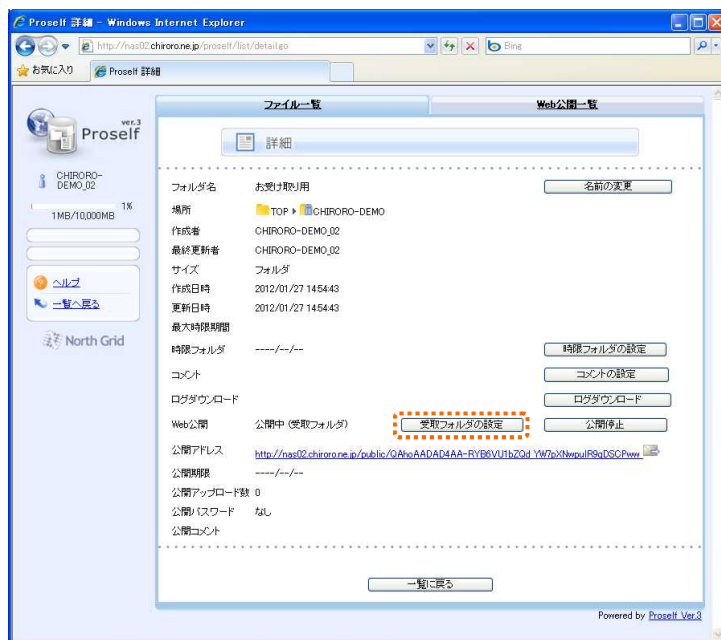 Proself 詳細 - Windows Internet Explorer
http://nas02.chiroro.ne.jp/proself/list/detail.go
Bing
お気に入り
Proself 詳細
ver.3
Proself
CHIRORO-
DEMO_02
1%
1MB/10,000MB
ヘルプ
一覧へ戻る
North Grid
ファイル一覧
Web公開一覧
詳細
フォルダ名 お受け取り用 名前の変更
場所 TOP CHIRORO-DEMO
作成者 CHIRORO-DEMO_02
最終更新者 CHIRORO-DEMO_02
サイズ フォルダ
作成日時 2012/01/27 14:54:43
更新日時 2012/01/27 14:54:43
最大時限期間
時限フォルダ ----/--/-- 時限フォルダの設定
コメント コメントの設定
ログダウンロード ログダウンロード
Web公開 公開中 (受取フォルダ) 受取フォルダの設定 公開停止
公開アドレス http://nas02.chiroro.ne.jp/public/QAhoAADAD4AA-RYB6VU1bZQd_YW7pXNwpuIR9qDSCPww
公開期限 ----/--/--
公開アップロード数 0
公開パスワード なし
公開コメント
一覧に戻る
Powered by Proself Ver.3